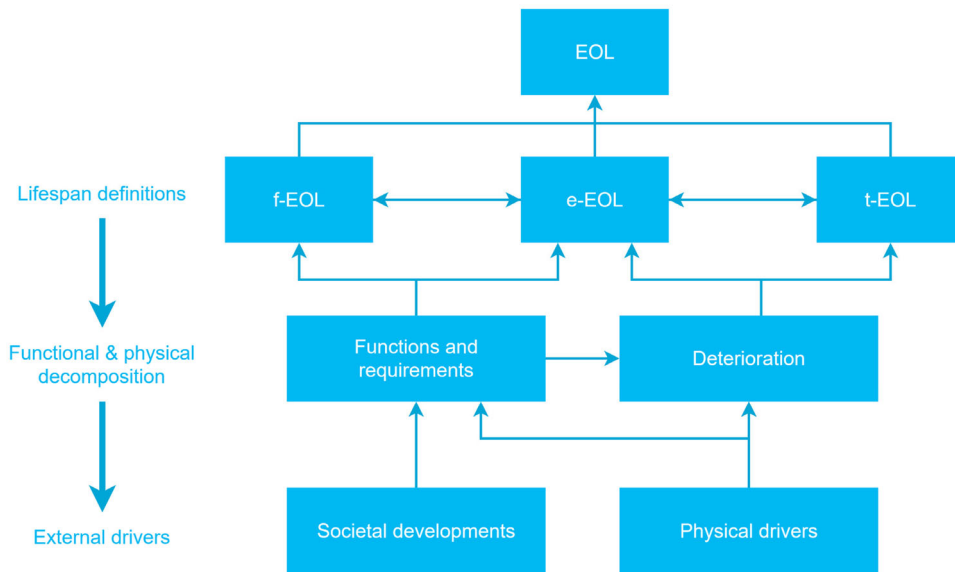 EOL
Lifespan definitions
f-EOL
e-EOL
t-EOL
Functional & physical
decomposition
Functions and
requirements
Deterioration
External drivers
Societal developments
Physical drivers